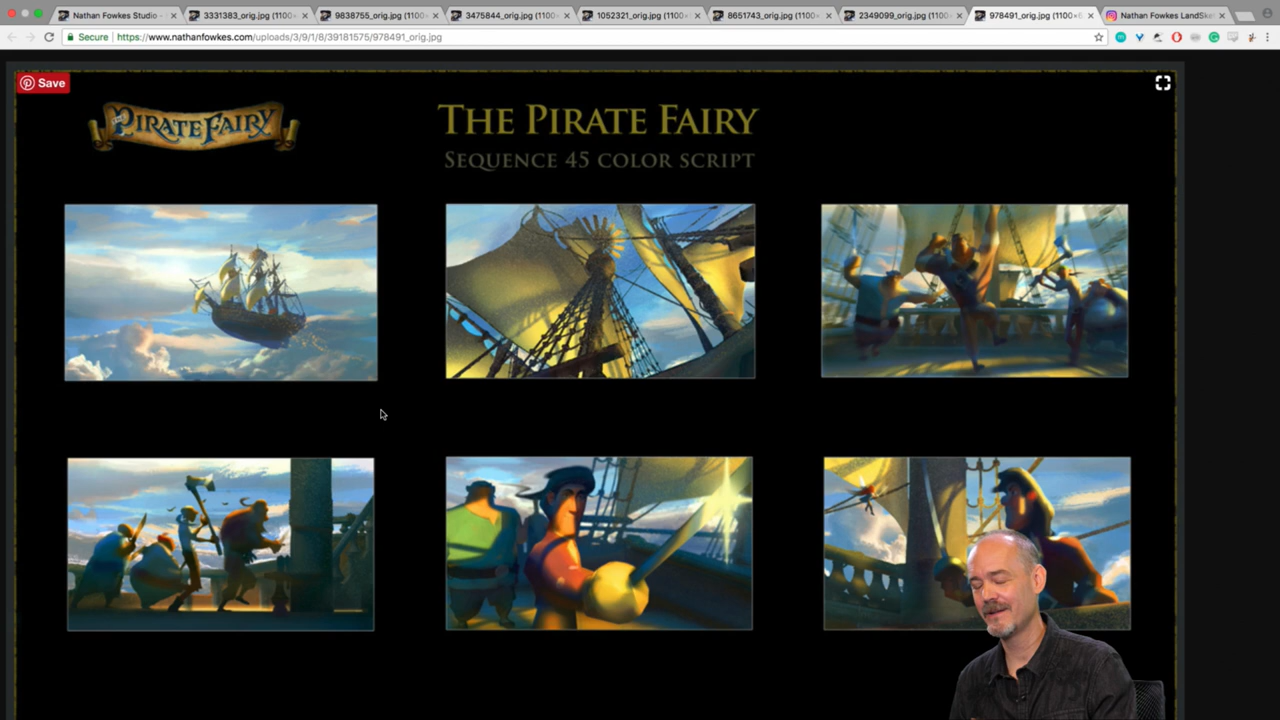 Nathan Fowkes Studio -
3331383_orig.jpg (1100×
9838755_orig.jpg (1100×
3475844_orig.jpg (1100×
1052321_orig.jpg (1100×
8651743_orig.jpg (1100×
2349099_orig.jpg (1100×
978491_orig.jpg (1100×
Nathan Fowkes LandSke
Secure
https://www.nathanfowkes.com/uploads/3/9/1/8/39181575/978491_orig.jpg
Save
THE PIRATE FAIRY
THE PIRATE FAIRY
SEQUENCE 45 COLOR SCRIPT